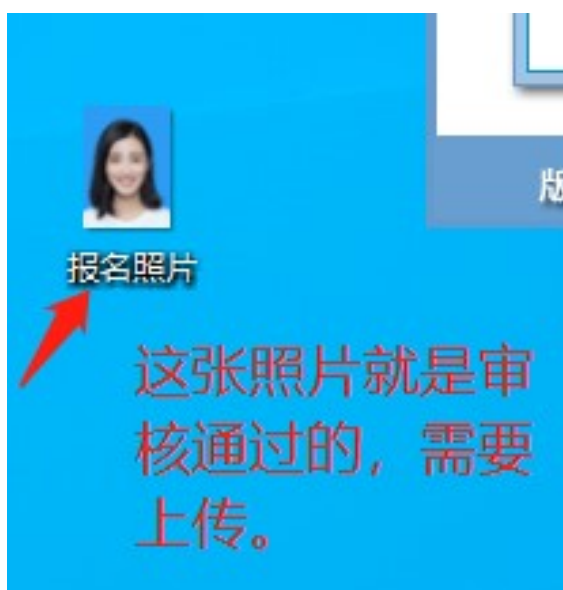 版
报名照片
这张照片就是审
核通过的，需要
上传。